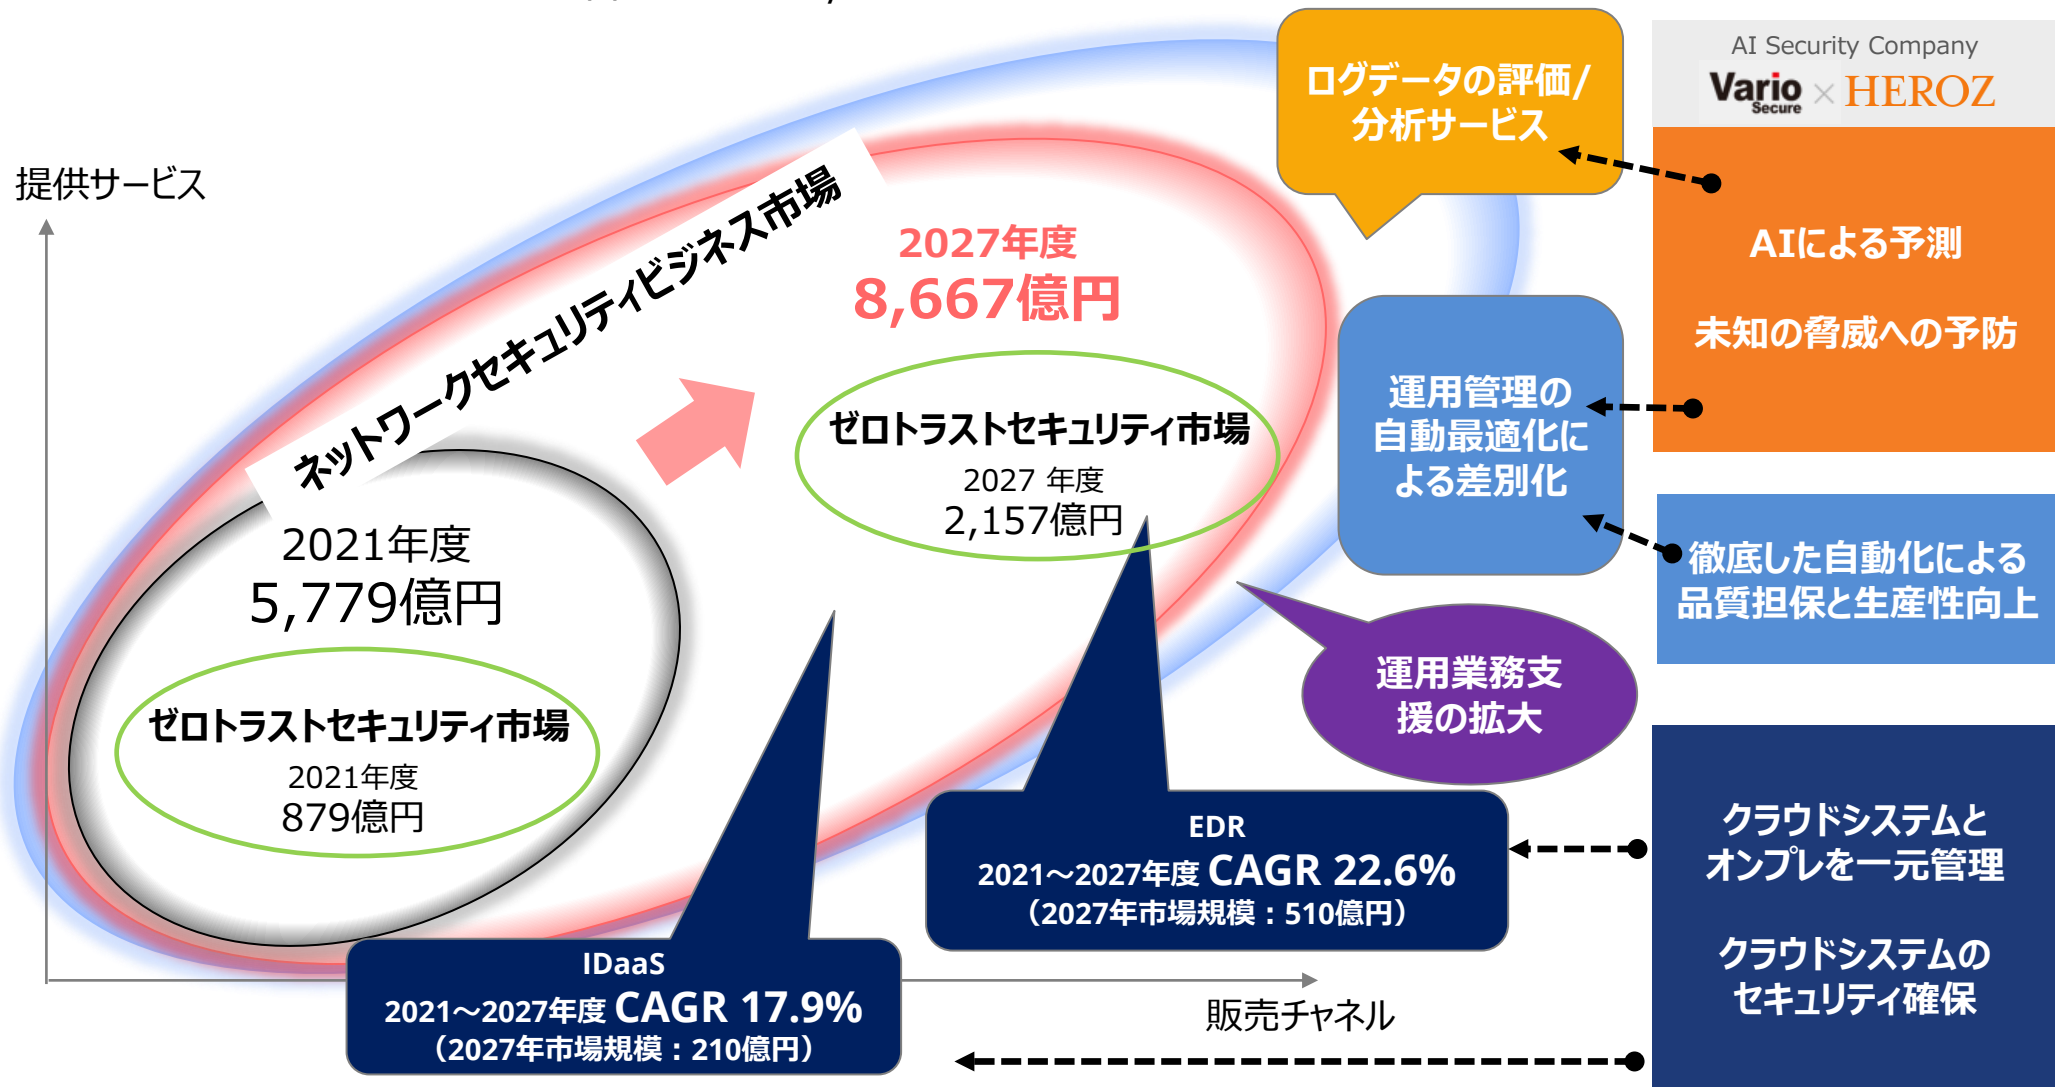 提供サービス
ネットワークセキュリティビジネス市場
2027年度
8,667億円
ゼロトラストセキュリティ市場
2027 年度
2,157億円
2021年度
5,779億円
ゼロトラストセキュリティ市場
2021年度
879億円
ログデータの評価/
分析サービス
運用管理の
自動最適化に
よる差別化
運用業務支
援の拡大
EDR
2021～2027年度 CAGR 22.6%
（2027年市場規模：510億円）
IDaaS
2021～2027年度 CAGR 17.9%
（2027年市場規模：210億円）
販売チャネル
AI Security Company
Vario Secure × HEROZ
AIによる予測
未知の脅威への予防
徹底した自動化による
品質担保と生産性向上
クラウドシステムと
オンプレを一元管理
クラウドシステムの
セキュリティ確保